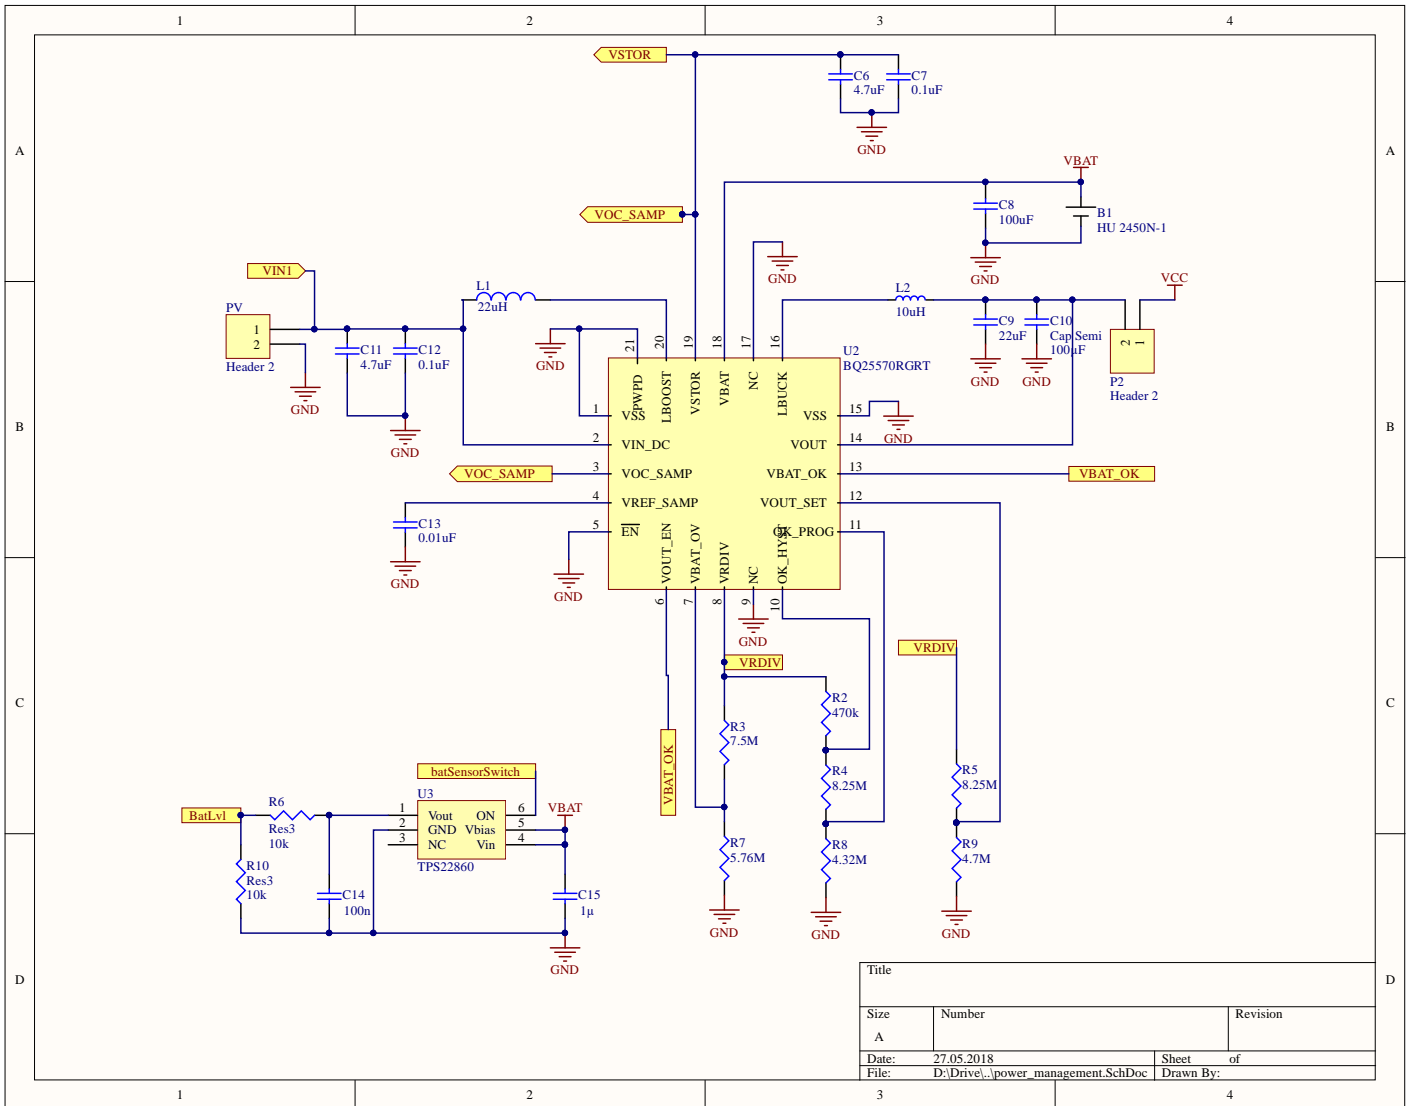 1
2
3
4
A
A
B
B
C
C
D
D
1
2
3
4
VSTOR
C6
4.7uF
C7
0.1uF
GND
VBAT
VOC_SAMP
C8
100uF
B1
HU 2450N-1
GND
GND
VIN1
PV
1
2
Header 2
GND
L1
22uH
C11
4.7uF
C12
0.1uF
GND
GND
L2
10uH
VCC
C9
22uF
C10
Cap Semi
100µF
GND
GND
2
1
P2
Header 2
U2
BQ25570RGRT
21
20
19
18
17
16
PWPD
LBOOST
VSTOR
VBAT
NC
LBUCK
1
VSS
2
VIN_DC
3
VOC_SAMP
4
VREF_SAMP
5
EN
VSS
15
VOUT
14
VBAT_OK
13
VOUT_SET
12
OK_PROG
11
VOUT_EN
VBAT_OV
VRDIV
NC
OK_HYST
6
7
8
9
10
GND
VOC_SAMP
VBAT_OK
C13
0.01uF
GND
GND
GND
VRDIV
VRDIV
R2
470k
R3
7.5M
R4
8.25M
R5
8.25M
R7
5.76M
R8
4.32M
R9
4.7M
GND
GND
GND
VBAT_OK
batSensorSwitch
U3
BatLvl
R6
Res3
10k
R10
Res3
10k
C14
100n
1
2
3
Vout
GND
NC
ON
Vbias
Vin
6
5
4
TPS22860
VBAT
C15
1µ
GND
Title
Size
A
Number
Revision
Date:
27.05.2018
Sheet of
File:
D:\Drive\..\power_management.SchDoc
Drawn By: